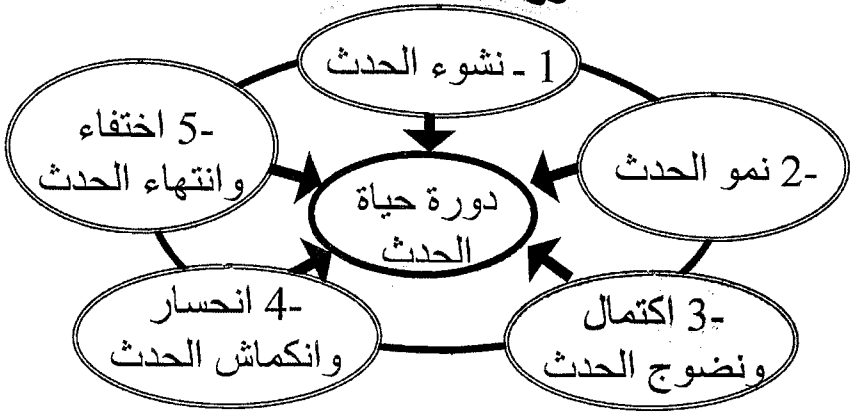 1 - نشوء الحدث
2- نمو الحدث
3- اكتمال
ونضوج الحدث
4- انحسار
وانكماش الحدث
5- اختفاء
وانتهاء الحدث
دورة حياة
الحدث